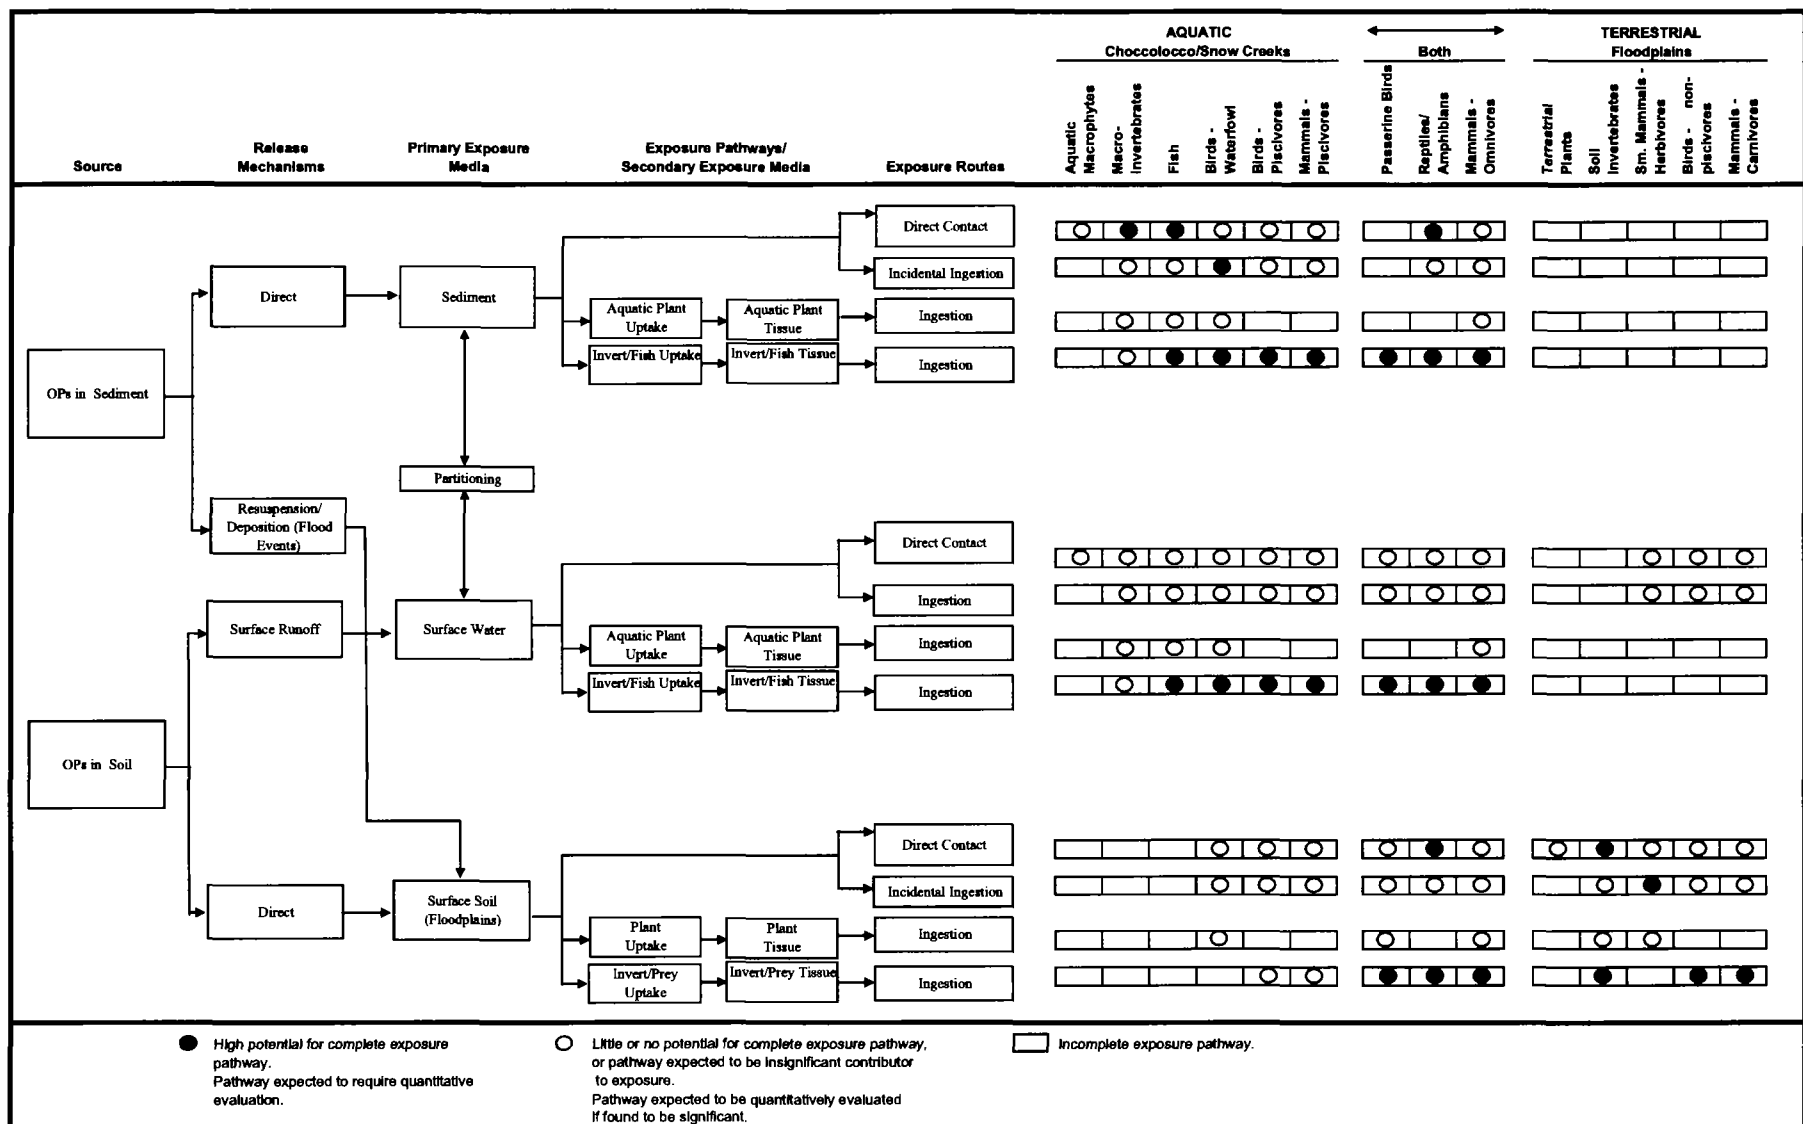 AQUATIC
Choccolocco/Snow Creeks
Both
TERRESTRIAL
Floodplains
Source
Release
Mechanisms
Primary Exposure
Media
Exposure Pathways/
Secondary Exposure Media
Exposure Routes
Aquatic
Macrophytes
Macro-
Invertebrates
Fish
Birds -
Waterfowl
Birds -
Piscivores
Mammals -
Piscivores
Passerine Birds
Reptiles/
Amphibians
Mammals -
Omnivores
Terrestrial
Plants
Soil
Invertebrates
Sm. Mammals -
Herbivores
Birds - non-
piscivores
Mammals -
Carnivores
Direct Contact
Incidental Ingestion
Direct
Sediment
Aquatic Plant
Uptake
Aquatic Plant
Tissue
Ingestion
Invert/Fish Uptake
Invert/Fish Tissue
Ingestion
OPs in Sediment
Partitioning
Resuspension/
Deposition (Flood
Events)
Direct Contact
Ingestion
Surface Runoff
Surface Water
Aquatic Plant
Uptake
Aquatic Plant
Tissue
Ingestion
Invert/Fish Uptake
Invert/Fish Tissue
Ingestion
OPs in Soil
Direct Contact
Incidental Ingestion
Direct
Surface Soil
(Floodplains)
Plant
Uptake
Plant
Tissue
Ingestion
Invert/Prey
Uptake
Invert/Prey Tissue
Ingestion
High potential for complete exposure
pathway.
Pathway expected to require quantitative
evaluation.
Little or no potential for complete exposure pathway,
or pathway expected to be insignificant contributor
to exposure.
Pathway expected to be quantitatively evaluated
if found to be significant.
Incomplete exposure pathway.